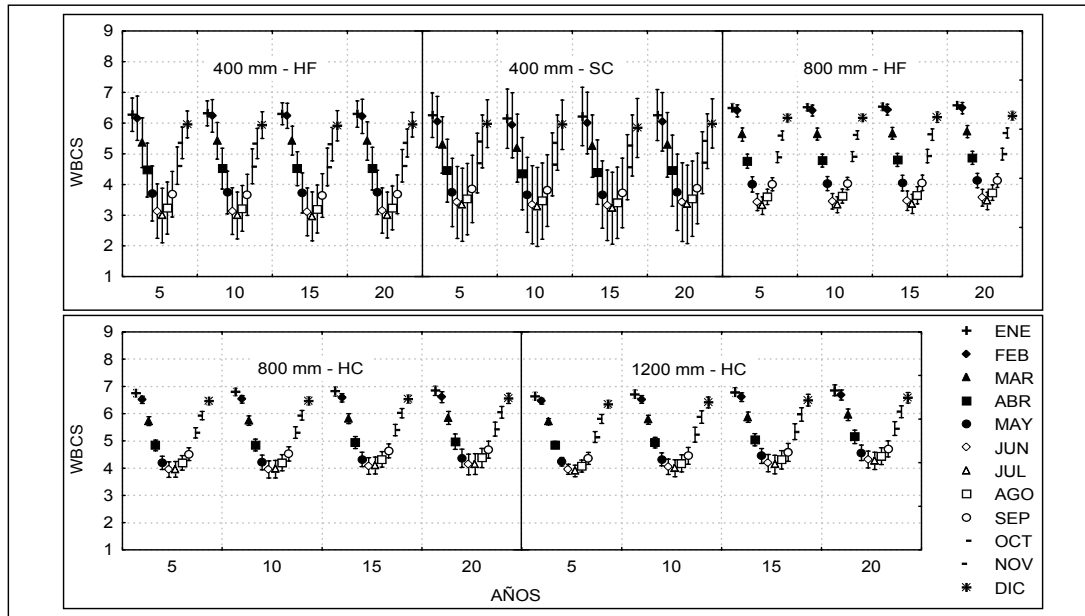 9
8
7
6
5
4
3
2
1
WBCS
400 mm - HF
400 mm - SC
800 mm - HF
5 10 15 20 5 10 15 20 5 10 15 20
9
8
7
6
5
4
3
2
1
WBCS
800 mm - HC
1200 mm - HC
5 10 15 20 5 10 15 20
AÑOS
ENE
FEB
MAR
ABR
MAY
JUN
JUL
AGO
SEP
OCT
NOV
DIC